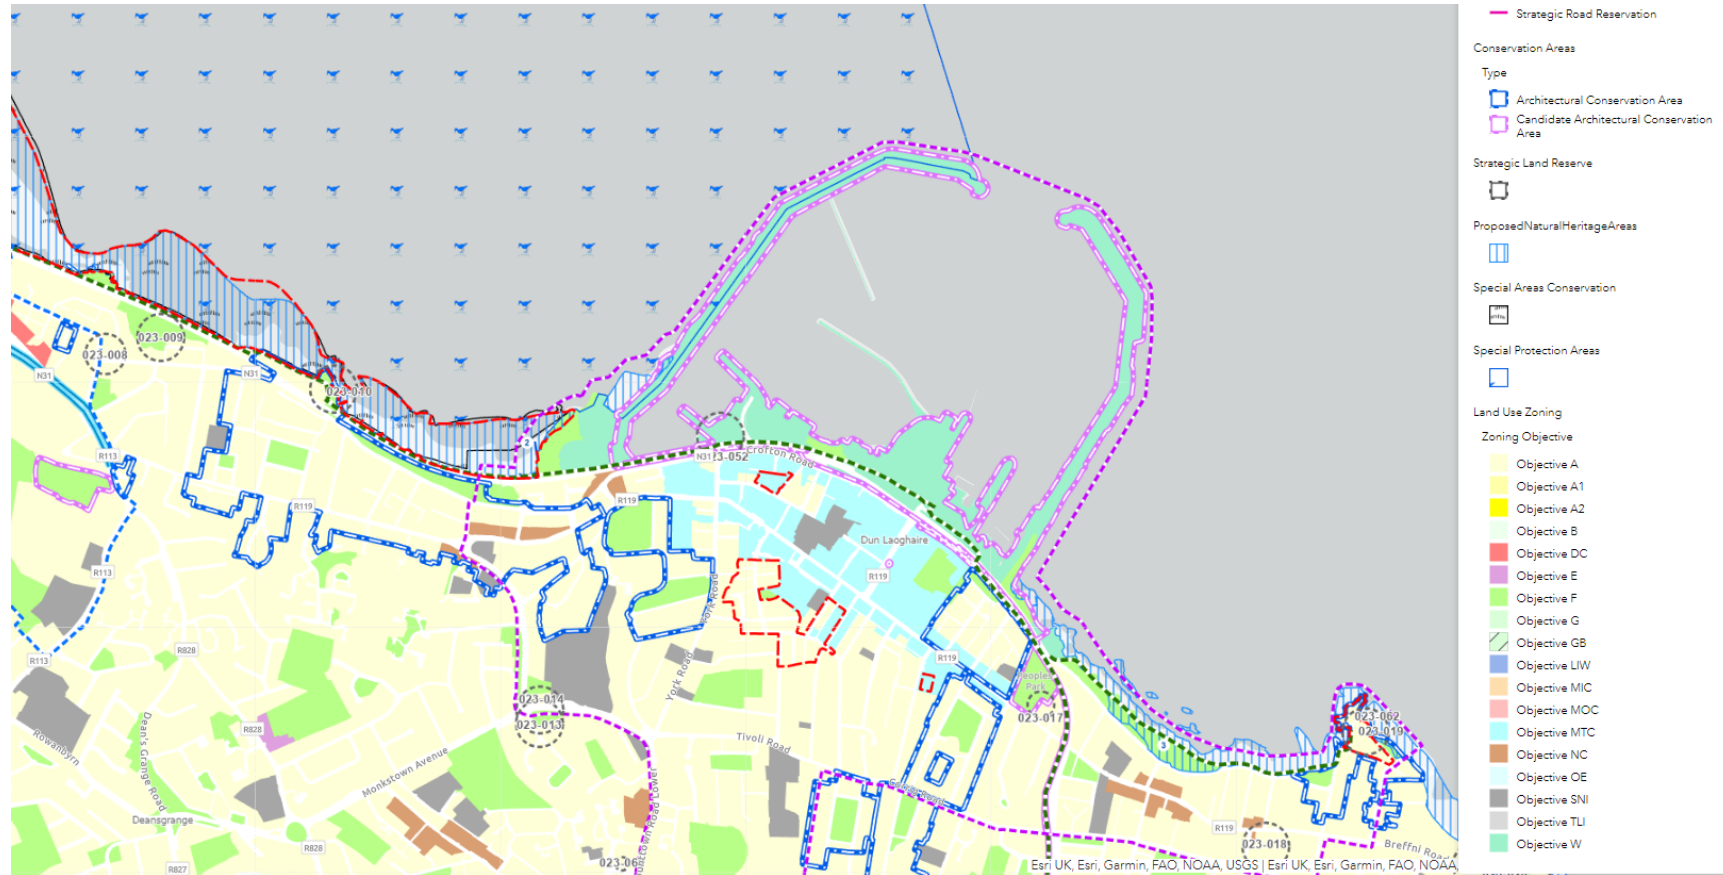 023-009
023-008
N31
N31
023-010
2
R113
R119
R113
R113
R828
R828
Rowanbyrn
Dean's Grange Road
Deansgrange
R827
R828
Monkstown Avenue
023-014
023-013
R119
York Road
York Road
N31
Crofton Road
Dun Laoghaire
R119
R119
Peoples
Park
023-017
Tivoli Road
3
023-062
023-019
R119
023-018
Breffni Road
Esri UK, Esri, Garmin, FAO, NOAA, USGS | Esri UK, Esri, Garmin, FAO, NOAA,
Strategic Road Reservation
Conservation Areas
Type
Architectural Conservation Area
Candidate Architectural Conservation
Area
Strategic Land Reserve
ProposedNaturalHeritageAreas
Special Areas Conservation
Special Protection Areas
Land Use Zoning
Zoning Objective
Objective A
Objective A1
Objective A2
Objective B
Objective DC
Objective E
Objective F
Objective G
Objective GB
Objective LIW
Objective MIC
Objective MOC
Objective MTC
Objective NC
Objective OE
Objective SNI
Objective TLI
Objective W